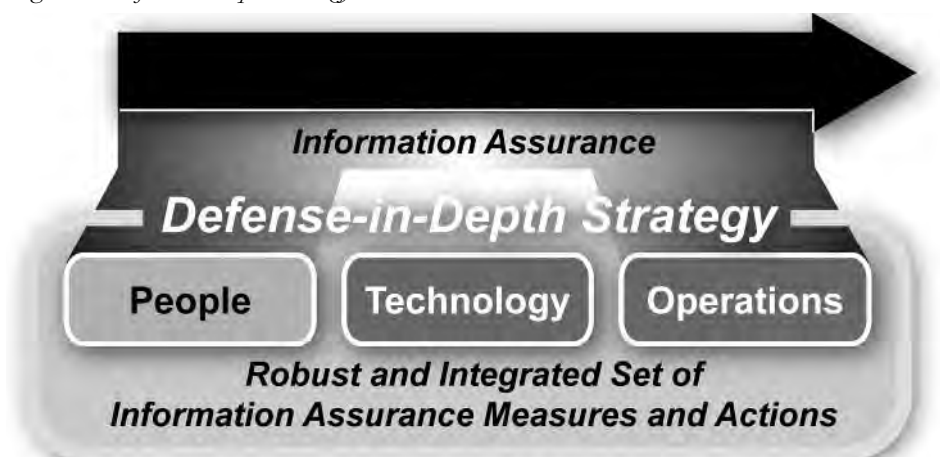 Information Assurance
Defense-in-Depth Strategy
People
Technology
Operations
Robust and Integrated Set of
Information Assurance Measures and Actions